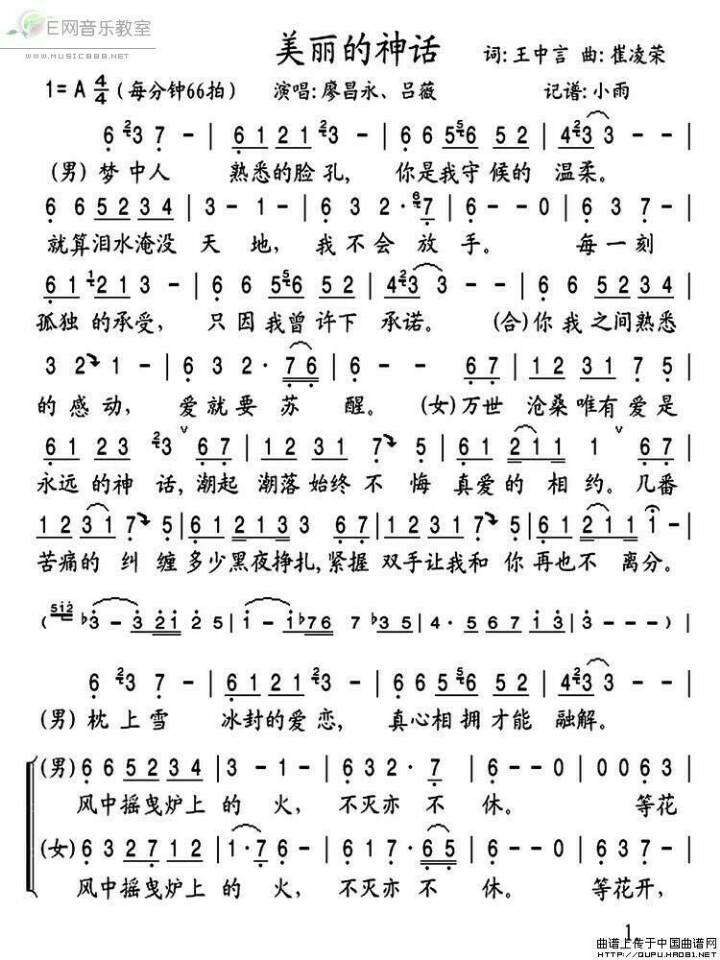 E网音乐教室
www.musicbbb.net
美丽的神话 词:王中言 曲:崔凌荣
1=A 4/4 (每分钟66拍) 演唱:廖昌永、吕薇 记谱:小雨
6 2 3 7 - | 6 1 2 1 3 - | 6 6 5 6 5 2 | 4 2 3 3 - |
(男)梦中人 熟悉的脸孔, 你是我守候的 温柔。
6 6 5 2 3 4 | 3 - 1 - | 6 3 2 · 6 7 | 6 - - 0 | 6 3 7 - |
就算泪水淹没 天地, 我不会 放手。 每一刻
6 1 1 2 2 1 3 - | 6 6 5 6 5 2 | 4 2 3 3 - | 6 6 5 2 3 4 |
孤独的承受, 只因我曾许下 承诺。 (合)你我之间熟悉
3 2 1 - | 6 3 2 · 7 6 | 6 - - 6 7 | 1 2 3 1 7 5 |
的感动, 爱就要苏 醒。 (女)万世 沧桑唯有爱是
6 1 2 3 2 3 v 6 7 | 1 2 3 1 7 5 | 6 1 2 1 1 1 v 6 7 |
永远的神 话,潮起 潮落始终不 悔 真爱的 相约。几番
1 2 3 1 7 5 | 6 1 2 1 2 3 3 6 7 | 1 2 3 1 7 5 | 6 1 2 1 1 1 - |
苦痛的 纠 缠 多少黑夜挣扎,紧握 双手让我和 你 再也不 离分。
( 5 i 2 b3 - 3 2 i 2 5 | i - i b7 6 7 b3 5 | 4 · 5 6 7 i | 3 - - - ) |
6 2 3 7 - | 6 1 2 1 1 - | 6 6 5 6 5 2 | 4 2 3 3 - |
(男)枕上雪 冰封的爱恋, 真心相拥才能 融解。
(男) 6 6 5 2 3 4 | 3 - 1 - | 6 3 2 · 7 | 6 - - 0 | 0 0 6 3 |
风中摇曳炉上 的 火, 不灭亦 不 休。 等花
(女) 6 3 2 7 1 2 | 1 · 7 6 - | 6 1 7 · 6 5 | 6 - - 0 | 6 3 7 - |
风中摇曳炉上 的 火, 不灭亦 不 休。 等花开,
1
曲谱上传于中国曲谱网
HTTP://QUPU.HAO81.NET